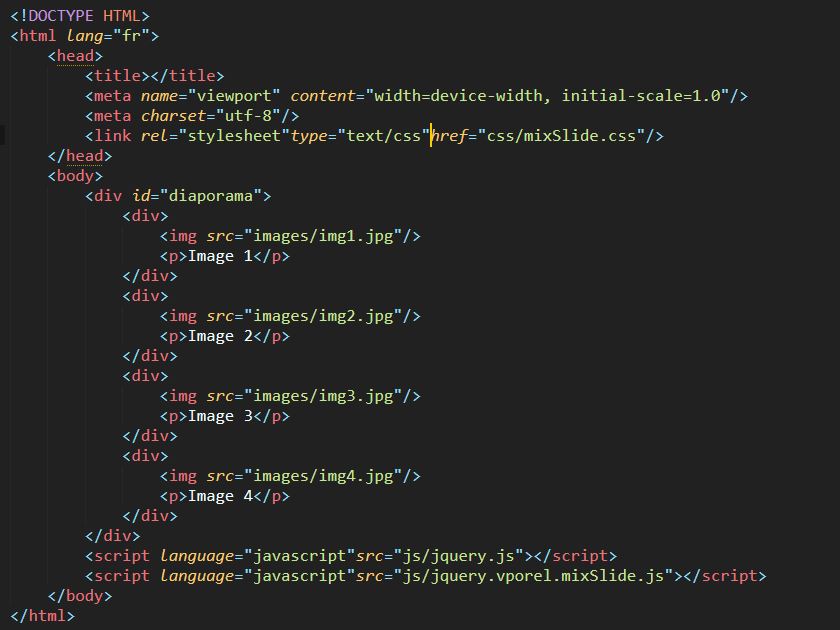 <!DOCTYPE HTML>
<html lang="fr">
<head>
<title></title>
<meta name="viewport" content="width=device-width, initial-scale=1.0"/>
<meta charset="utf-8"/>
<link rel="stylesheet"type="text/css"href="css/mixSlide.css"/>
</head>
<body>
<div id="diaporama">
<div>
<img src="images/img1.jpg"/>
<p>Image 1</p>
</div>
<div>
<img src="images/img2.jpg"/>
<p>Image 2</p>
</div>
<div>
<img src="images/img3.jpg"/>
<p>Image 3</p>
</div>
<div>
<img src="images/img4.jpg"/>
<p>Image 4</p>
</div>
</div>
<script language="javascript"src="js/jquery.js"></script>
<script language="javascript"src="js/jquery.vporel.mixSlide.js"></script>
</body>
</html>